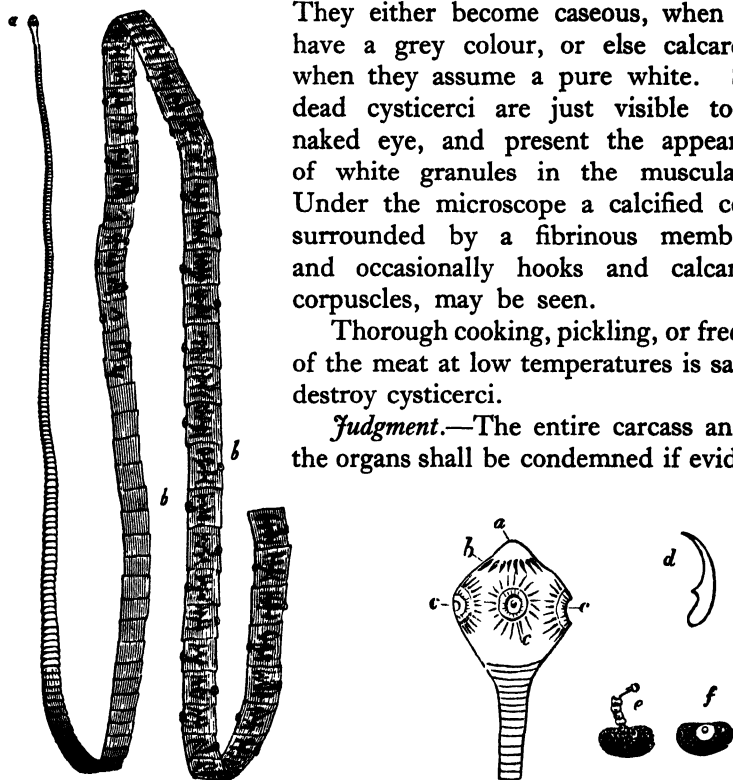 They either become caseous, when
have a grey colour, or else calcar
when they assume a pure white.
dead cysticerci are just visible to
naked eye, and present the appear
of white granules in the muscula
Under the microscope a calcified c
surrounded by a fibrinous memb
and occasionally hooks and calcar
corpuscles, may be seen.
Thorough cooking, pickling, or free
of the meat at low temperatures is sa
destroy cysticerci.
Judgment.—The entire carcass an
the organs shall be condemned if evid
a
b
b
a
b
c
c
c
d
e
f